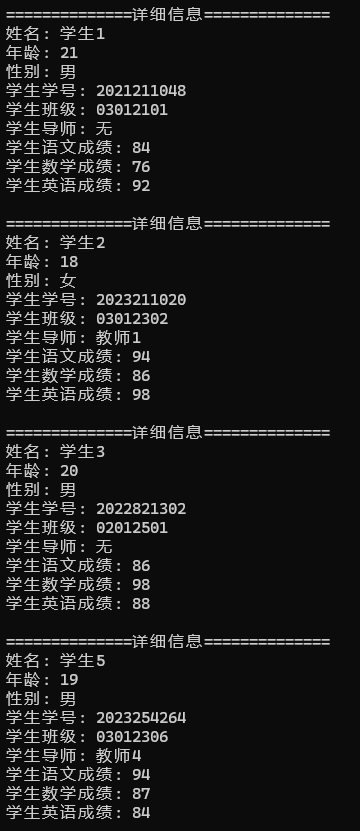 ==============详细信息==============
姓名: 学生1
年龄: 21
性别: 男
学生学号: 2021211048
学生班级: 03012101
学生导师: 无
学生语文成绩: 84
学生数学成绩: 76
学生英语成绩: 92
==============详细信息==============
姓名: 学生2
年龄: 18
性别: 女
学生学号: 2023211020
学生班级: 03012302
学生导师: 教师1
学生语文成绩: 94
学生数学成绩: 86
学生英语成绩: 98
==============详细信息==============
姓名: 学生3
年龄: 20
性别: 男
学生学号: 2022821302
学生班级: 02012501
学生导师: 无
学生语文成绩: 86
学生数学成绩: 98
学生英语成绩: 88
==============详细信息==============
姓名: 学生5
年龄: 19
性别: 男
学生学号: 2023254264
学生班级: 03012306
学生导师: 教师4
学生语文成绩: 94
学生数学成绩: 87
学生英语成绩: 84